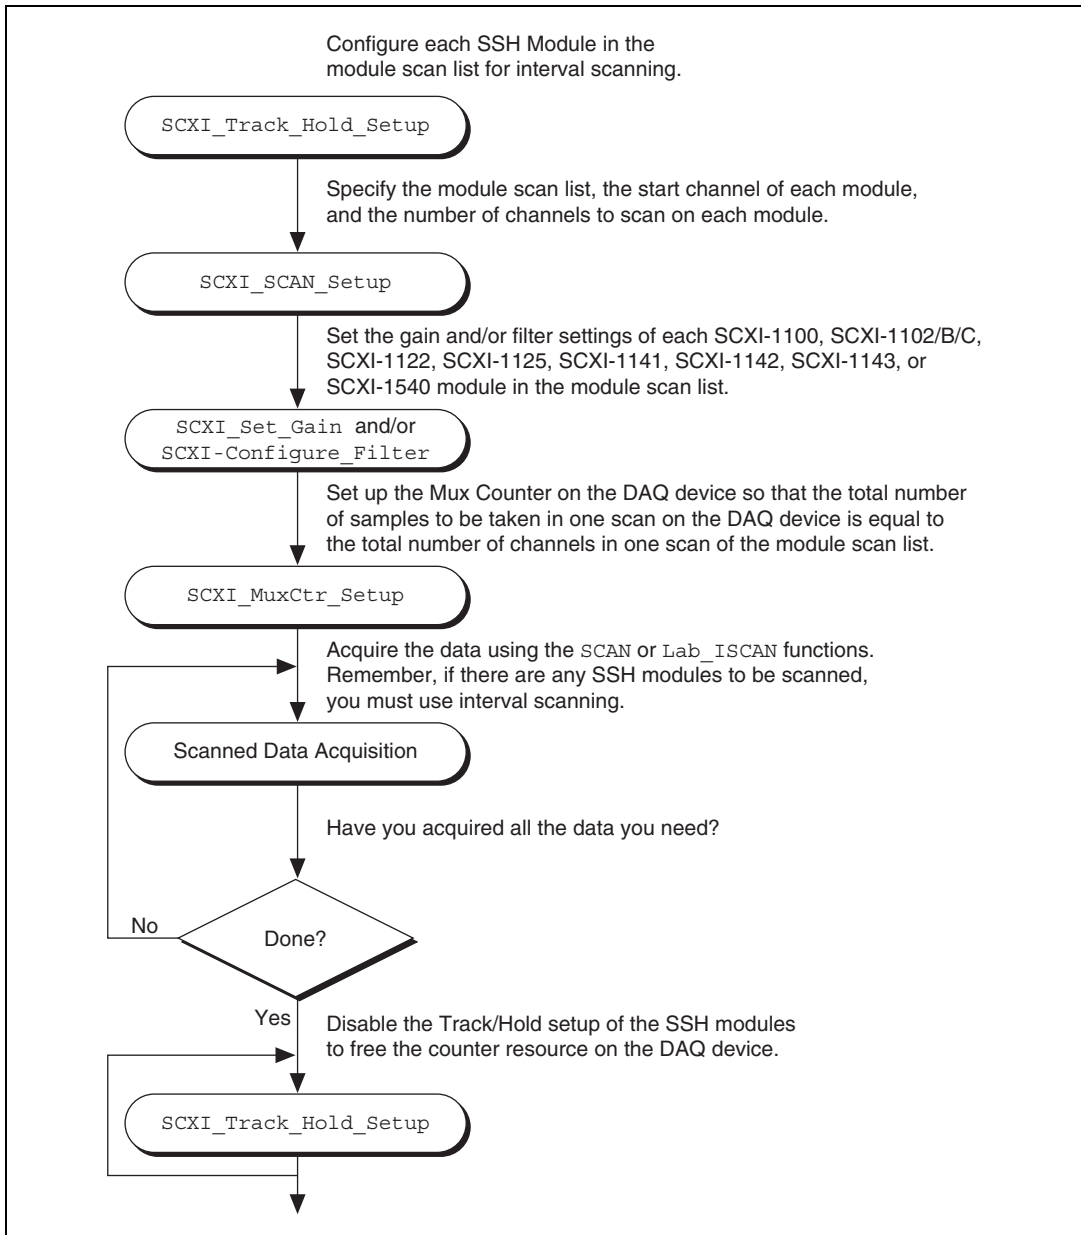 Configure each SSH Module in the
module scan list for interval scanning.
SCXI_Track_Hold_Setup
Specify the module scan list, the start channel of each module,
and the number of channels to scan on each module.
SCXI_SCAN_Setup
Set the gain and/or filter settings of each SCXI-1100, SCXI-1102/B/C,
SCXI-1122, SCXI-1125, SCXI-1141, SCXI-1142, SCXI-1143, or
SCXI-1540 module in the module scan list.
SCXI_Set_Gain and/or
SCXI-Configure_Filter
Set up the Mux Counter on the DAQ device so that the total number
of samples to be taken in one scan on the DAQ device is equal to
the total number of channels in one scan of the module scan list.
SCXI_MuxCtr_Setup
Acquire the data using the SCAN or Lab_ISCAN functions.
Remember, if there are any SSH modules to be scanned,
you must use interval scanning.
Scanned Data Acquisition
Have you acquired all the data you need?
No
Done?
Yes
Disable the Track/Hold setup of the SSH modules
to free the counter resource on the DAQ device.
SCXI_Track_Hold_Setup